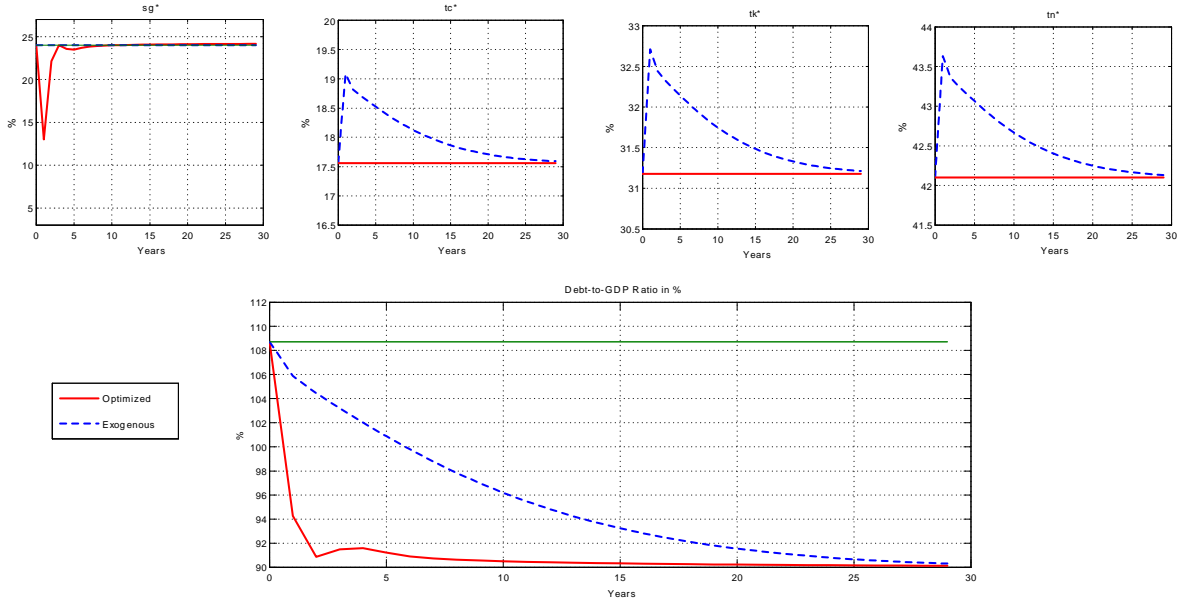 sg*
25
20
15
10
5
%
0 5 10 15 20 25 30
Years
tc*
20
19.5
19
18.5
18
17.5
17
16.5
%
0 5 10 15 20 25 30
Years
tk*
33
32.5
32
31.5
31
30.5
%
0 5 10 15 20 25 30
Years
tn*
44
43.5
43
42.5
42
41.5
%
0 5 10 15 20 25 30
Years
Optimized
Exogenous
Debt-to-GDP Ratio in %
112
110
108
106
104
102
100
98
96
94
92
90
%
0 5 10 15 20 25 30
Years